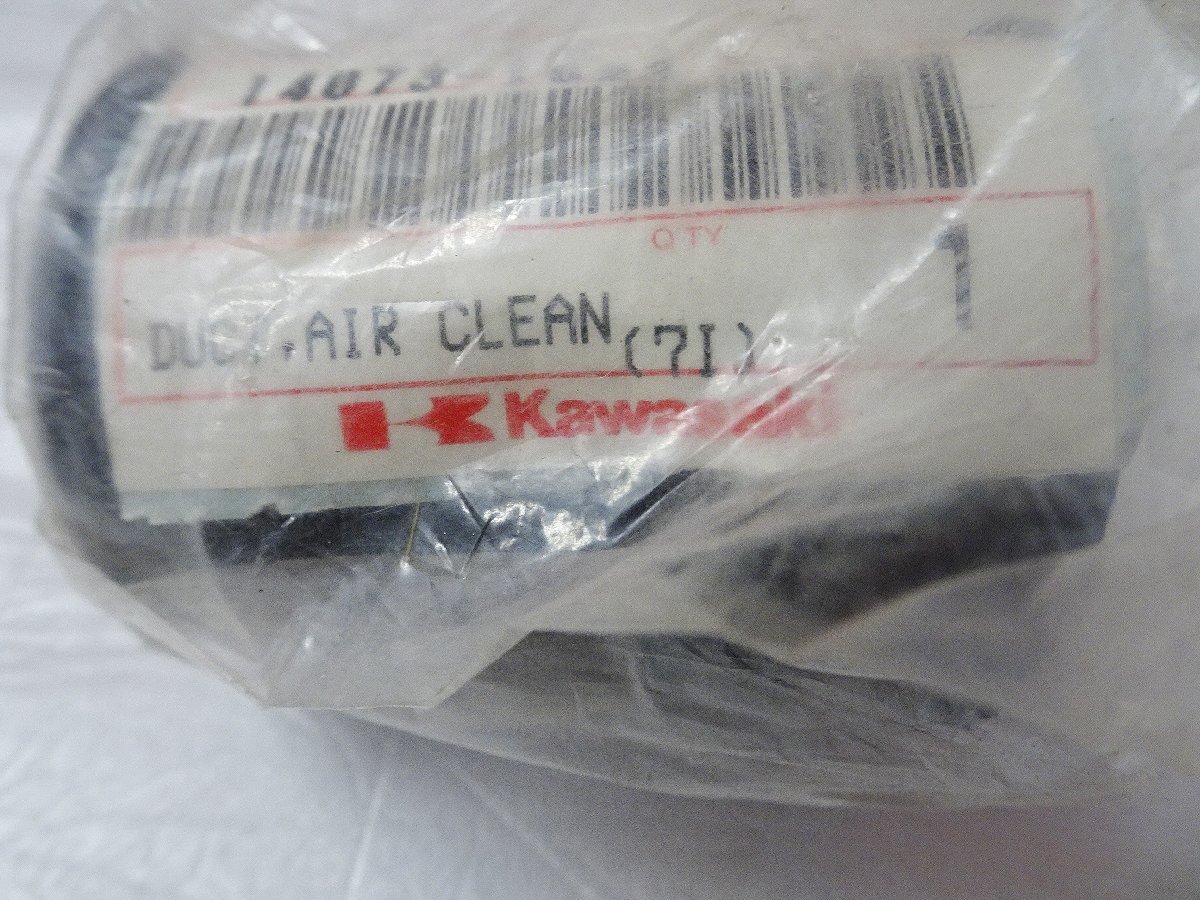 QTY
1
DUCT,AIR CLEAN (7I)
Kawasaki